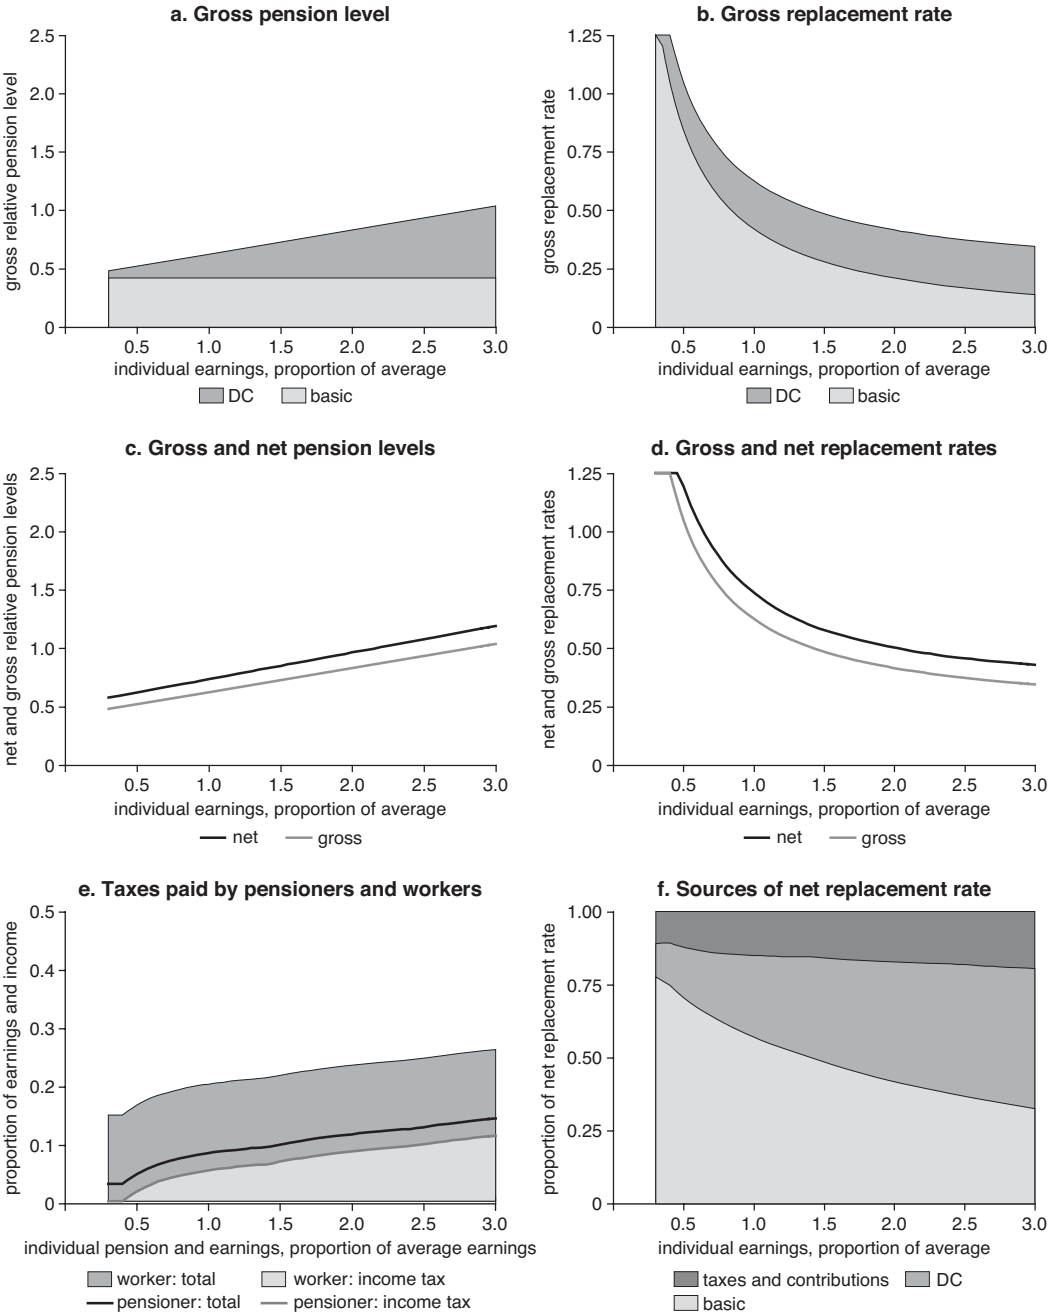 a. Gross pension level
gross relative pension level
2.5
2.0
1.5
1.0
0.5
0
0.5 1.0 1.5 2.0 2.5 3.0
individual earnings, proportion of average
DC basic
b. Gross replacement rate
gross replacement rate
1.25
1.00
0.75
0.50
0.25
0
0.5 1.0 1.5 2.0 2.5 3.0
individual earnings, proportion of average
DC basic
c. Gross and net pension levels
net and gross relative pension levels
2.5
2.0
1.5
1.0
0.5
0
0.5 1.0 1.5 2.0 2.5 3.0
individual earnings, proportion of average
net gross
d. Gross and net replacement rates
net and gross replacement rates
1.25
1.00
0.75
0.50
0.25
0
0.5 1.0 1.5 2.0 2.5 3.0
individual earnings, proportion of average
net gross
e. Taxes paid by pensioners and workers
proportion of earnings and income
0.5
0.4
0.3
0.2
0.1
0
0.5 1.0 1.5 2.0 2.5 3.0
individual pension and earnings, proportion of average earnings
worker: total worker: income tax
pensioner: total pensioner: income tax
f. Sources of net replacement rate
proportion of net replacement rate
1.00
0.75
0.50
0.25
0
0.5 1.0 1.5 2.0 2.5 3.0
individual earnings, proportion of average
taxes and contributions DC
basic